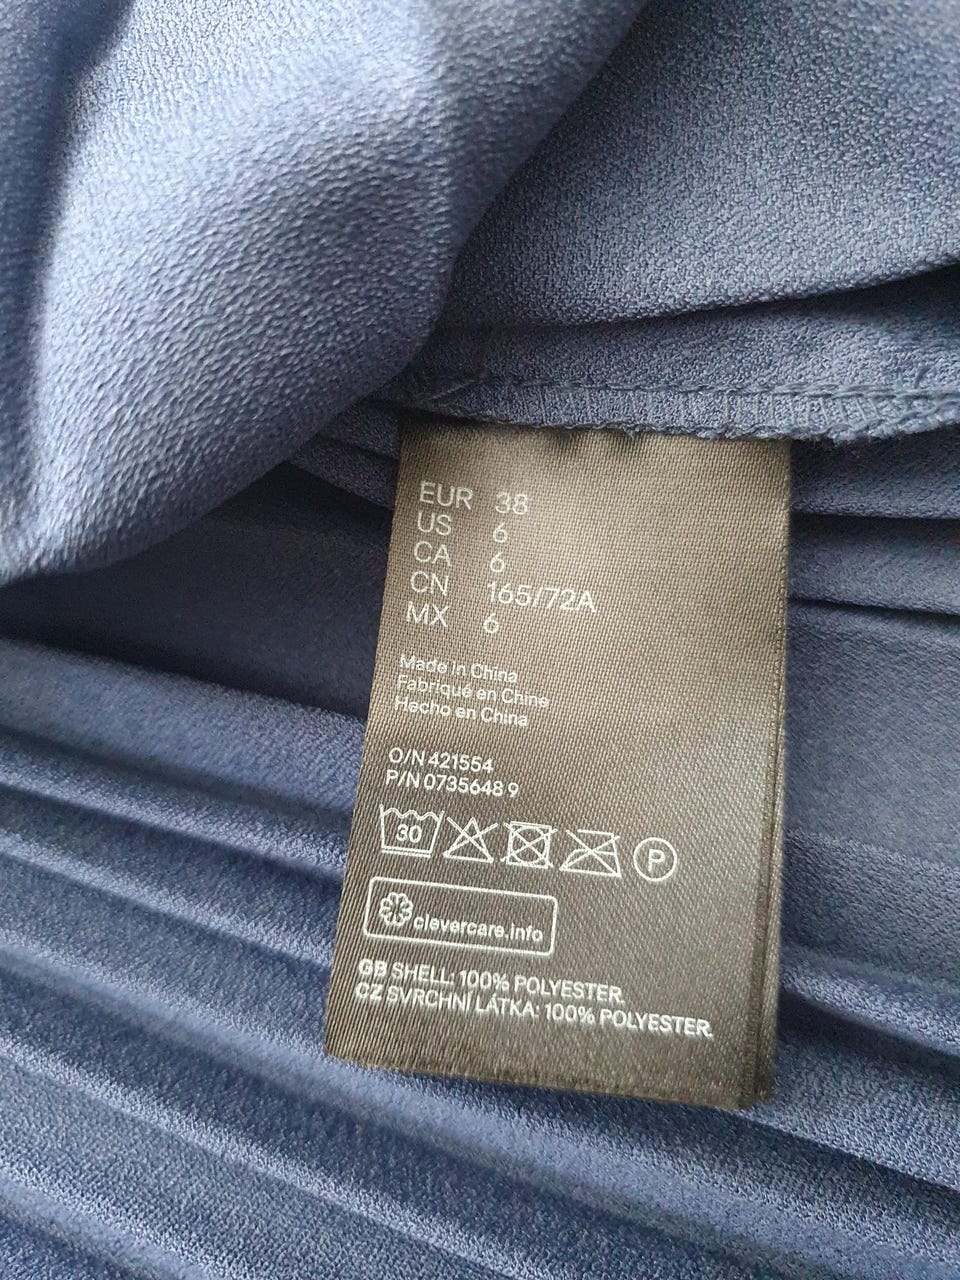 EUR 38
US 6
CA 6
CN 165/72A
MX 6
Made in China
Fabriqué en Chine
Hecho en China
O/N 421554
P/N 0735648 9
30 P
clevercare.info
GB SHELL: 100% POLYESTER.
CZ SVRCHNÍ LÁTKA: 100% POLYESTER.